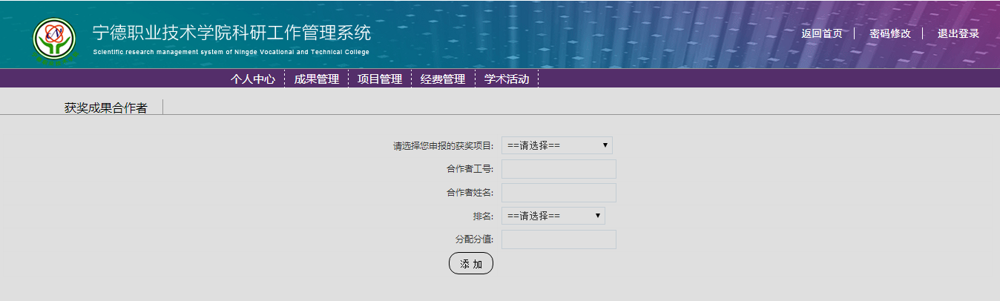 宁德职业技术学院科研工作管理系统
Scientific research management system of Ningde Vocational and Technical College
返回首页 密码修改 退出登录
个人中心 成果管理 项目管理 经费管理 学术活动
获奖成果合作者
请选择您申报的获奖项目: ==请选择==
合作者工号:
合作者姓名:
排名: ==请选择==
分配分值:
添 加